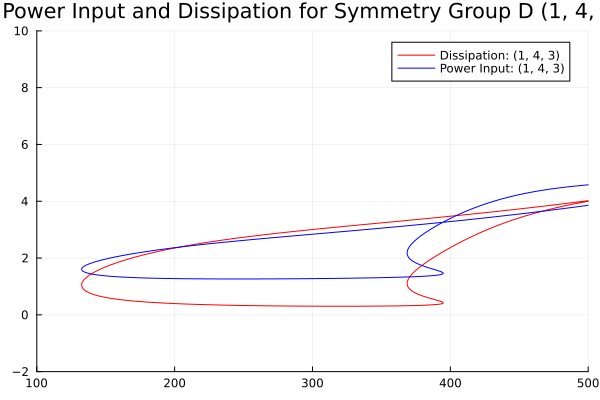 Power Input and Dissipation for Symmetry Group D (1, 4,
10
8
6
4
2
0
−2
Dissipation: (1, 4, 3)
Power Input: (1, 4, 3)
100 200 300 400 500